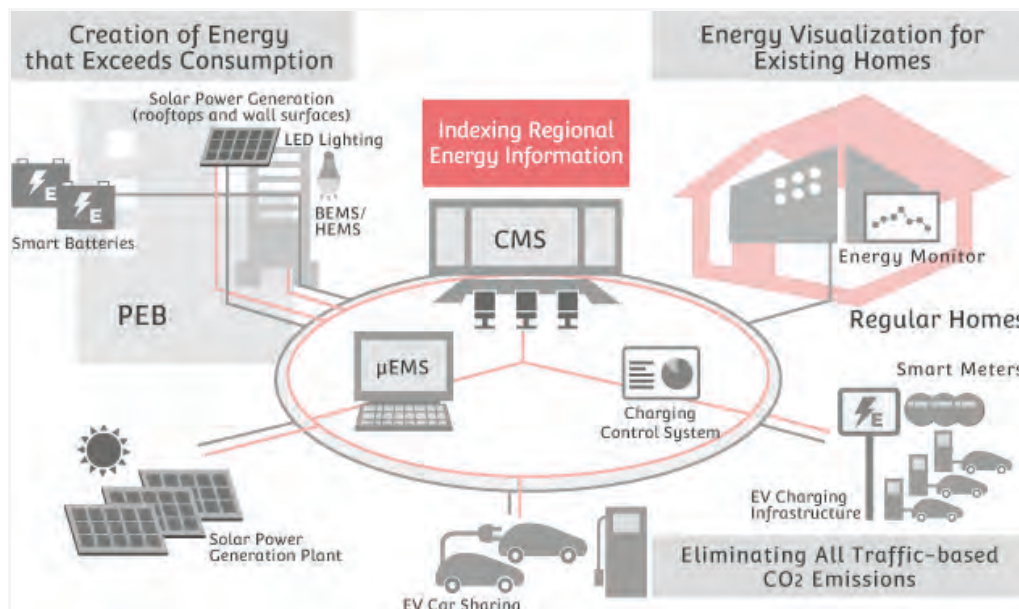 Creation of Energy
that Exceeds Consumption
Energy Visualization for
Existing Homes
Solar Power Generation
(rooftops and wall surfaces)
LED Lighting
Indexing Regional
Energy Information
E
E
BEMS/
HEMS
Smart Batteries
CMS
Energy Monitor
PEB
Regular Homes
μEMS
Smart Meters
E
Charging
Control System
EV Charging
Infrastructure
Solar Power
Generation Plant
Eliminating All Traffic-based
CO2 Emissions
EV Car Sharing